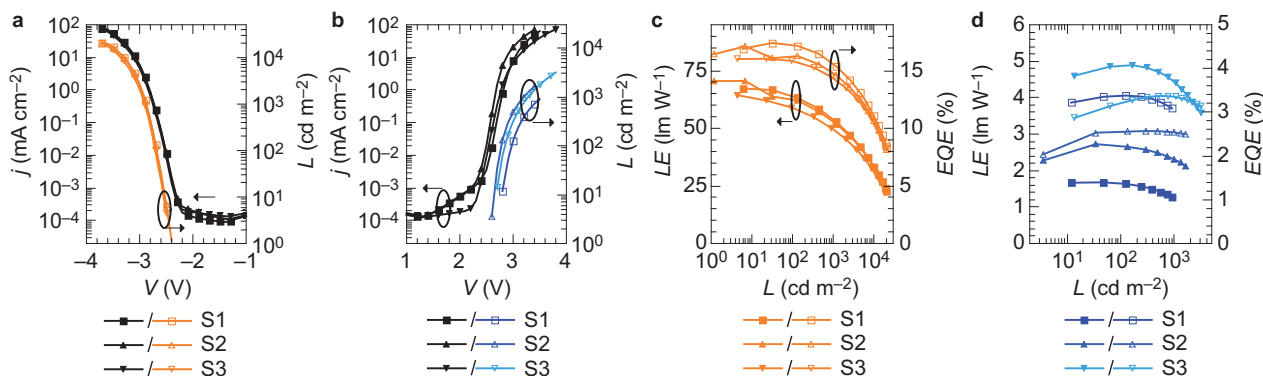 a
j (mA cm–2)
10² 10¹ 10⁰ 10⁻¹ 10⁻² 10⁻³ 10⁻⁴
–4 –3 –2 –1
V (V)
10⁴ 10³ 10² 10¹ 10⁰
L (cd m–2)
/ S1
/ S2
/ S3
b
j (mA cm–2)
10² 10¹ 10⁰ 10⁻¹ 10⁻² 10⁻³ 10⁻⁴
2 3 4
V (V)
10⁴ 10³ 10² 10¹ 10⁰
L (cd m–2)
/ S1
/ S2
/ S3
c
LE (lm W–1)
75 50 25 0
10⁰ 10¹ 10² 10³ 10⁴
L (cd m–2)
15 10 5 0
EQE (%)
/ S1
/ S2
/ S3
d
LE (lm W–1)
6 5 4 3 2 1 0
10¹ 10² 10³
L (cd m–2)
5 4 3 2 1 0
EQE (%)
/ S1
/ S2
/ S3